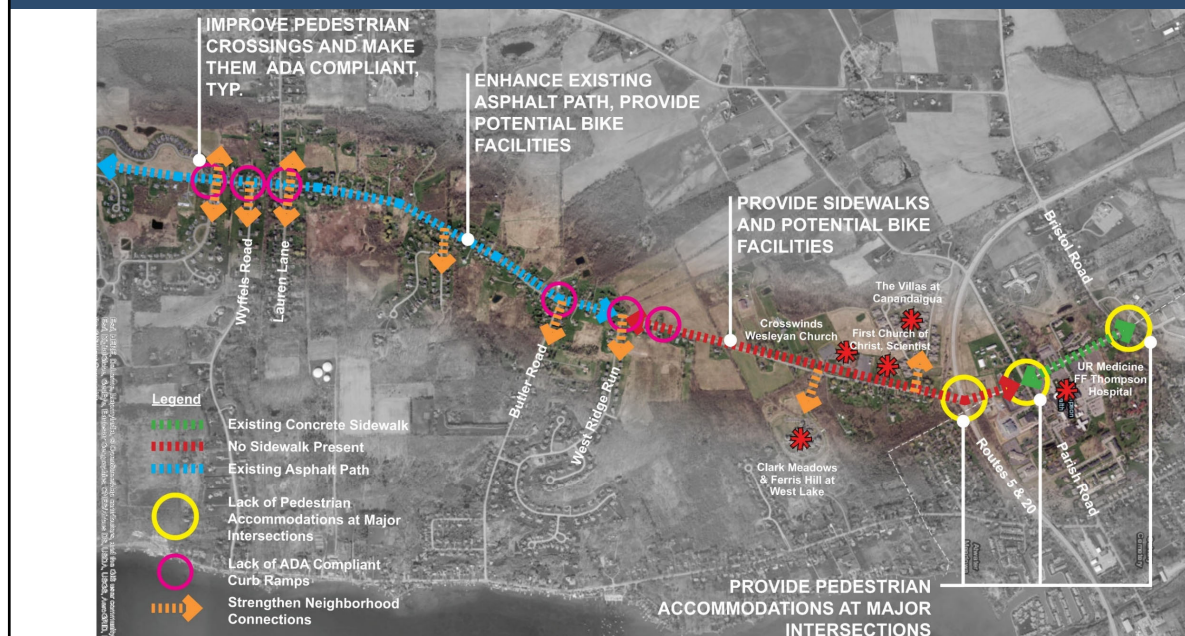 IMPROVE PEDESTRIAN
CROSSINGS AND MAKE
THEM ADA COMPLIANT,
TYP.
ENHANCE EXISTING
ASPHALT PATH, PROVIDE
POTENTIAL BIKE
FACILITIES
PROVIDE SIDEWALKS
AND POTENTIAL BIKE
FACILITIES
Wyffels Road
Lauren Lane
Butler Road
West Ridge Run
Bristol Road
The Villas at
Canandalgua
Crosswinds
Wesleyan Church
First Church of
Christ, Scientist
UR Medicine
FF Thompson
Hospital
Clark Meadows
& Ferris Hill at
West Lake
Routes 5 & 20
Parish Road
Legend
Existing Concrete Sidewalk
No Sidewalk Present
Existing Asphalt Path
Lack of Pedestrian
Accommodations at Major
Intersections
Lack of ADA Compliant
Curb Ramps
Strengthen Neighborhood
Connections
PROVIDE PEDESTRIAN
ACCOMMODATIONS AT MAJOR
INTERSECTIONS